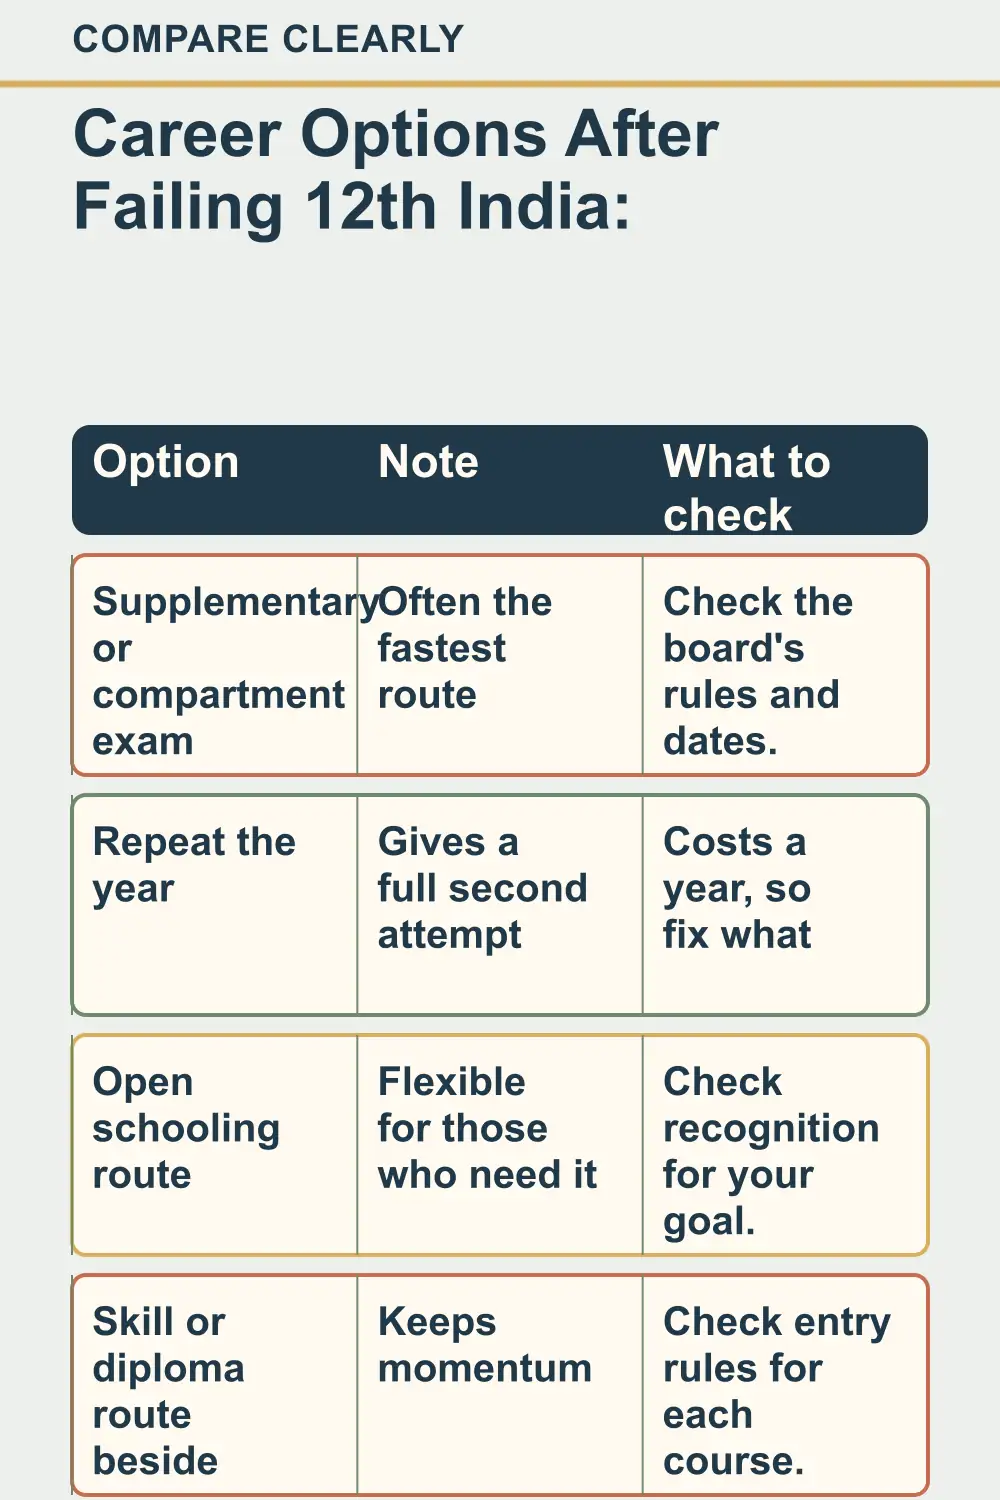 COMPARE CLEARLY
Career Options After
Failing 12th India:
Option
Note
What to
check
Supplementary
or
compartment
exam
Often the
fastest
route
Check the
board's
rules and
dates.
Repeat the
year
Gives a
full second
attempt
Costs a
year, so
fix what
Open
schooling
route
Flexible
for those
who need it
Check
recognition
for your
goal.
Skill or
diploma
route
beside
Keeps
momentum
Check entry
rules for
each
course.